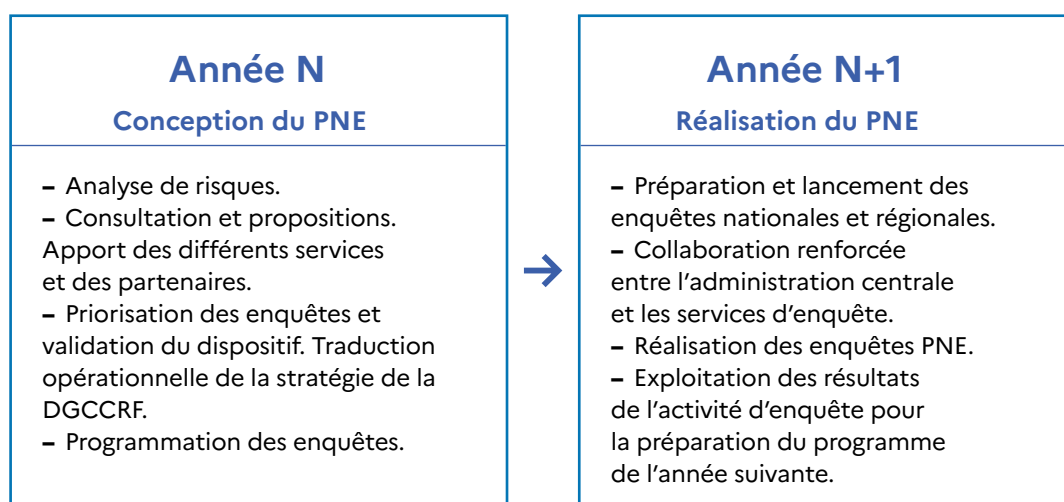 Année N
Conception du PNE
– Analyse de risques.
– Consultation et propositions.
Apport des différents services
et des partenaires.
– Priorisation des enquêtes et
validation du dispositif. Traduction
opérationnelle de la stratégie de la
DGCCRF.
– Programmation des enquêtes.
→
Année N+1
Réalisation du PNE
– Préparation et lancement des
enquêtes nationales et régionales.
– Collaboration renforcée
entre l’administration centrale
et les services d’enquête.
– Réalisation des enquêtes PNE.
– Exploitation des résultats
de l’activité d’enquête pour
la préparation du programme
de l’année suivante.